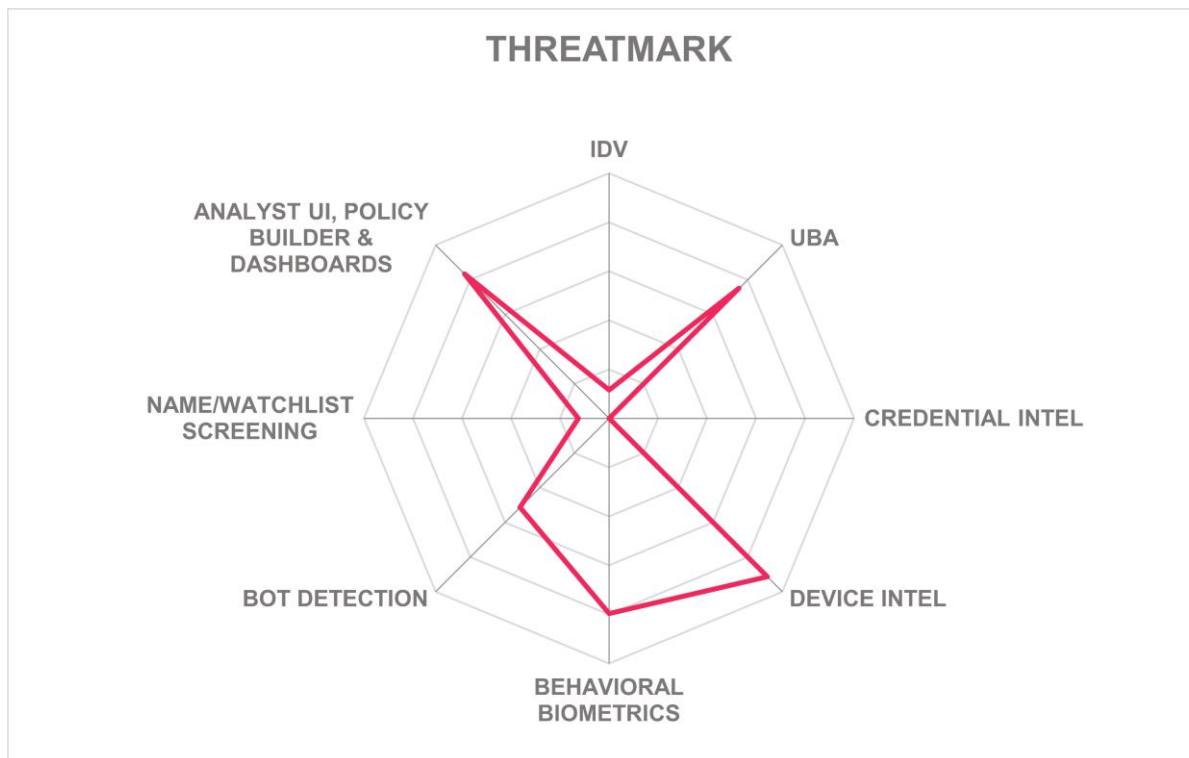 THREATMARK
IDV
ANALYST UI, POLICY
BUILDER &
DASHBOARDS
UBA
NAME/WATCHLIST
SCREENING
CREDENTIAL INTEL
BOT DETECTION
DEVICE INTEL
BEHAVIORAL
BIOMETRICS